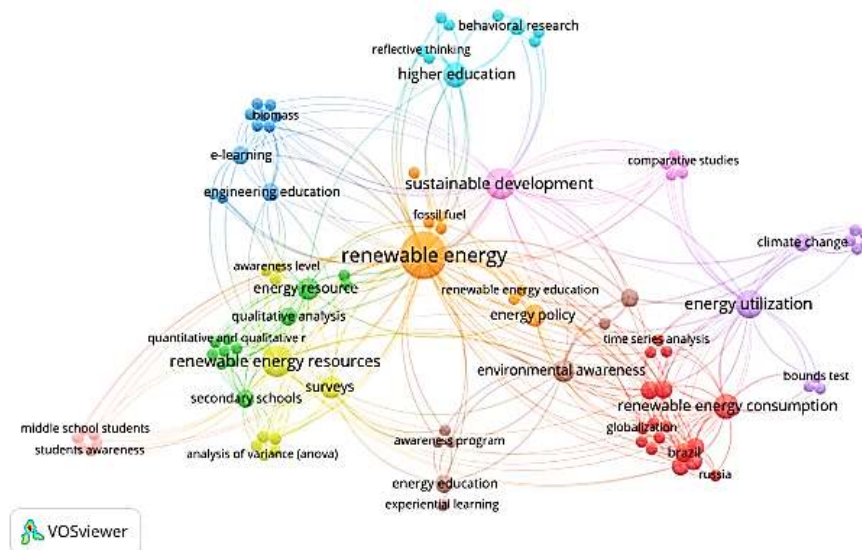 behavioral research
reflective thinking
higher education
biomass
e-learning
comparative studies
sustainable development
engineering education
fossil fuel
climate change
renewable energy
awareness level
energy resource
renewable energy education
energy utilization
qualitative analysis
energy policy
quantitative and qualitative r
time series analysis
renewable energy resources
environmental awareness
surveys
bounds test
secondary schools
renewable energy consumption
middle school students
globalization
awareness program
students awareness
analysis of variance (anova)
brazil
russia
energy education
experiential learning
VOSviewer